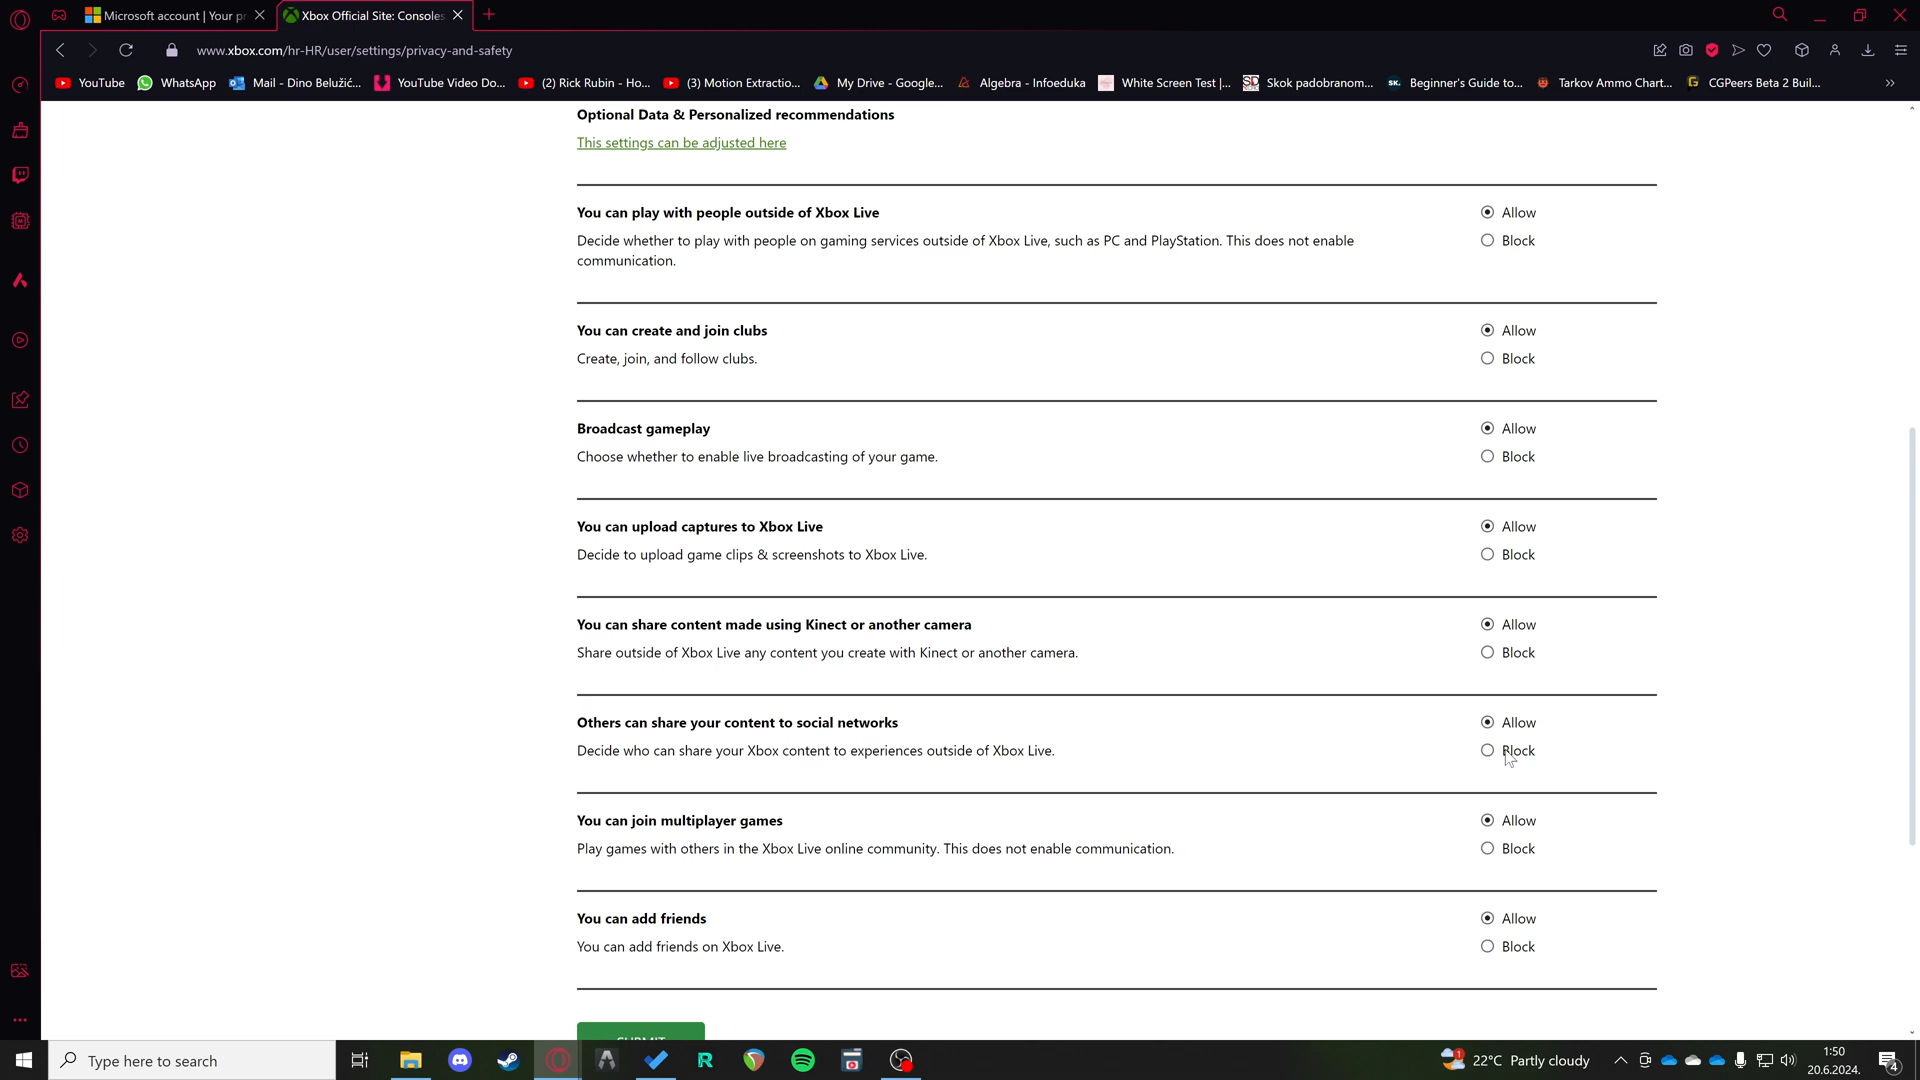 Microsoft account | Your pr
Xbox Official Site: Consoles
www.xbox.com/hr-HR/user/settings/privacy-and-safety
YouTube
WhatsApp
Mail - Dino Belužić...
YouTube Video Do...
(2) Rick Rubin - Ho...
(3) Motion Extractio...
My Drive - Google...
Algebra - Infoeduka
White Screen Test |...
SD
Skok padobranom...
SK.
Beginner's Guide to...
Tarkov Ammo Chart...
CGPeers Beta 2 Buil...
Optional Data & Personalized recommendations
This settings can be adjusted here
You can play with people outside of Xbox Live
Allow
Decide whether to play with people on gaming services outside of Xbox Live, such as PC and PlayStation. This does not enable
communication.
Block
You can create and join clubs
Allow
Create, join, and follow clubs.
Block
Broadcast gameplay
Allow
Choose whether to enable live broadcasting of your game.
Block
You can upload captures to Xbox Live
Allow
Decide to upload game clips & screenshots to Xbox Live.
Block
You can share content made using Kinect or another camera
Allow
Share outside of Xbox Live any content you create with Kinect or another camera.
Block
Others can share your content to social networks
Allow
Decide who can share your Xbox content to experiences outside of Xbox Live.
Block
You can join multiplayer games
Allow
Play games with others in the Xbox Live online community. This does not enable communication.
Block
You can add friends
Allow
You can add friends on Xbox Live.
Block
SUBMIT
Type here to search
R
1
22°C Partly cloudy
1:50
20.6.2024.
4